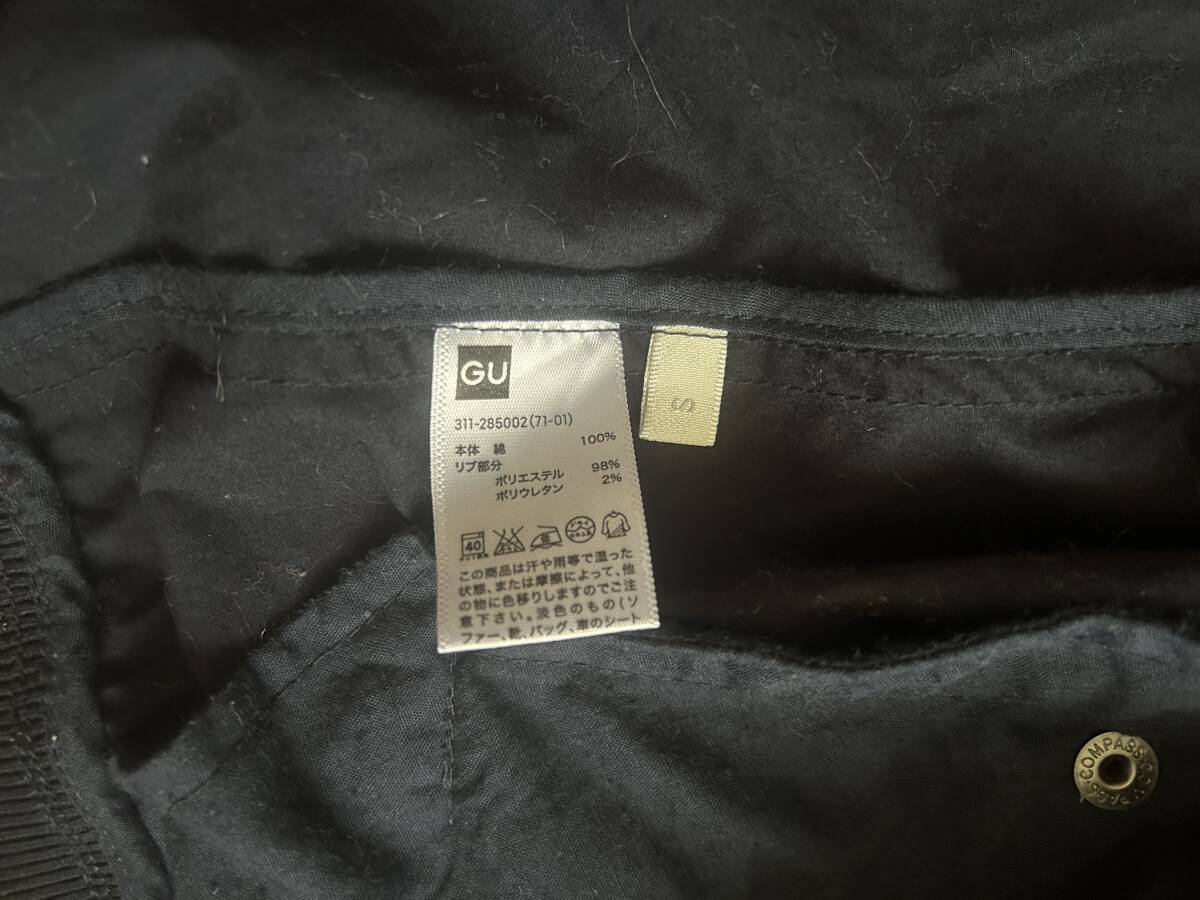 GU
311-285002(71-01)
本体 綿 100%
リブ部分
ポリエステル 98%
ポリウレタン 2%
40
ドライ
この商品は汗や雨等で湿った
状態、または摩擦によって、他
の物に色移りしますのでご注
意下さい。淡色のもの(ソ
ファー、靴、バッグ、車のシート
S
COMPASS